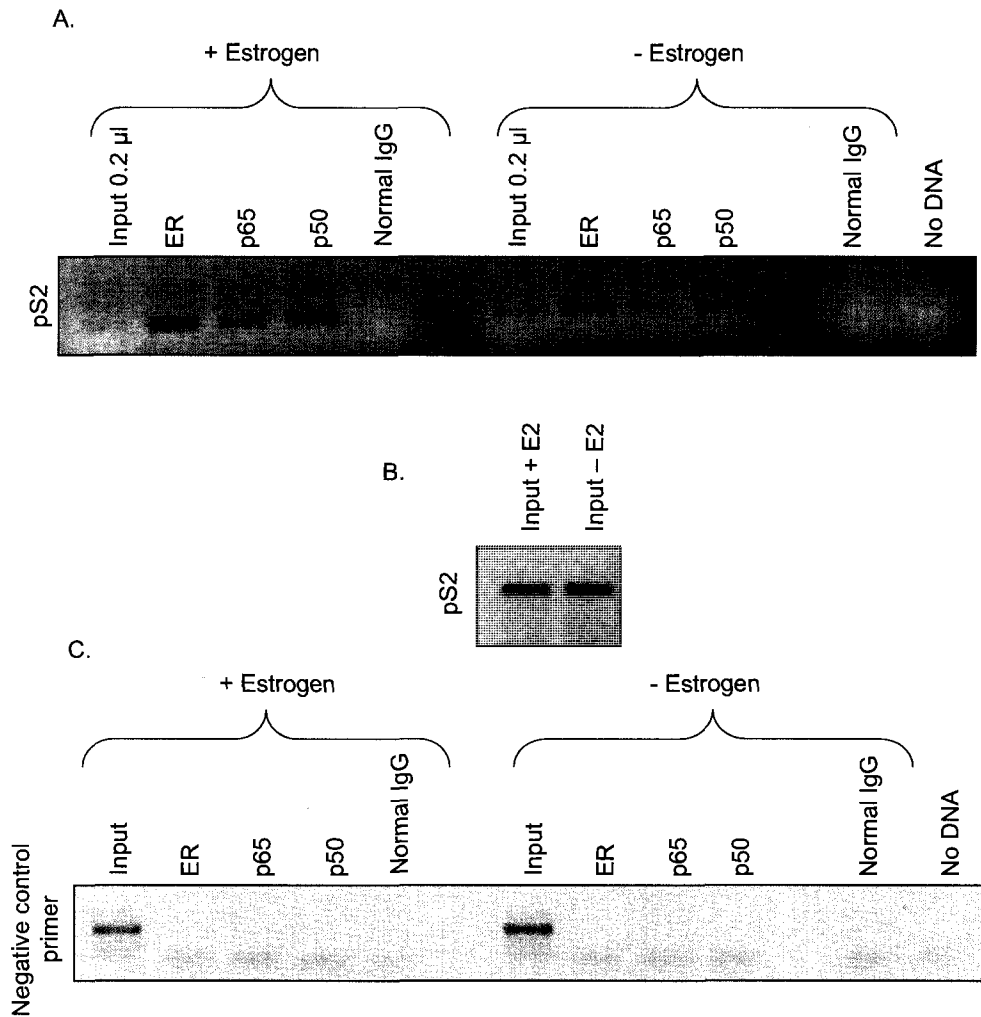 A.
+ Estrogen
- Estrogen
Input 0.2 µl
ER
p65
p50
Normal IgG
Input 0.2 µl
ER
p65
p50
Normal IgG
No DNA
pS2
B.
Input + E2
Input – E2
pS2
C.
+ Estrogen
- Estrogen
Input
ER
p65
p50
Normal IgG
Input
ER
p65
p50
Normal IgG
No DNA
Negative control
primer